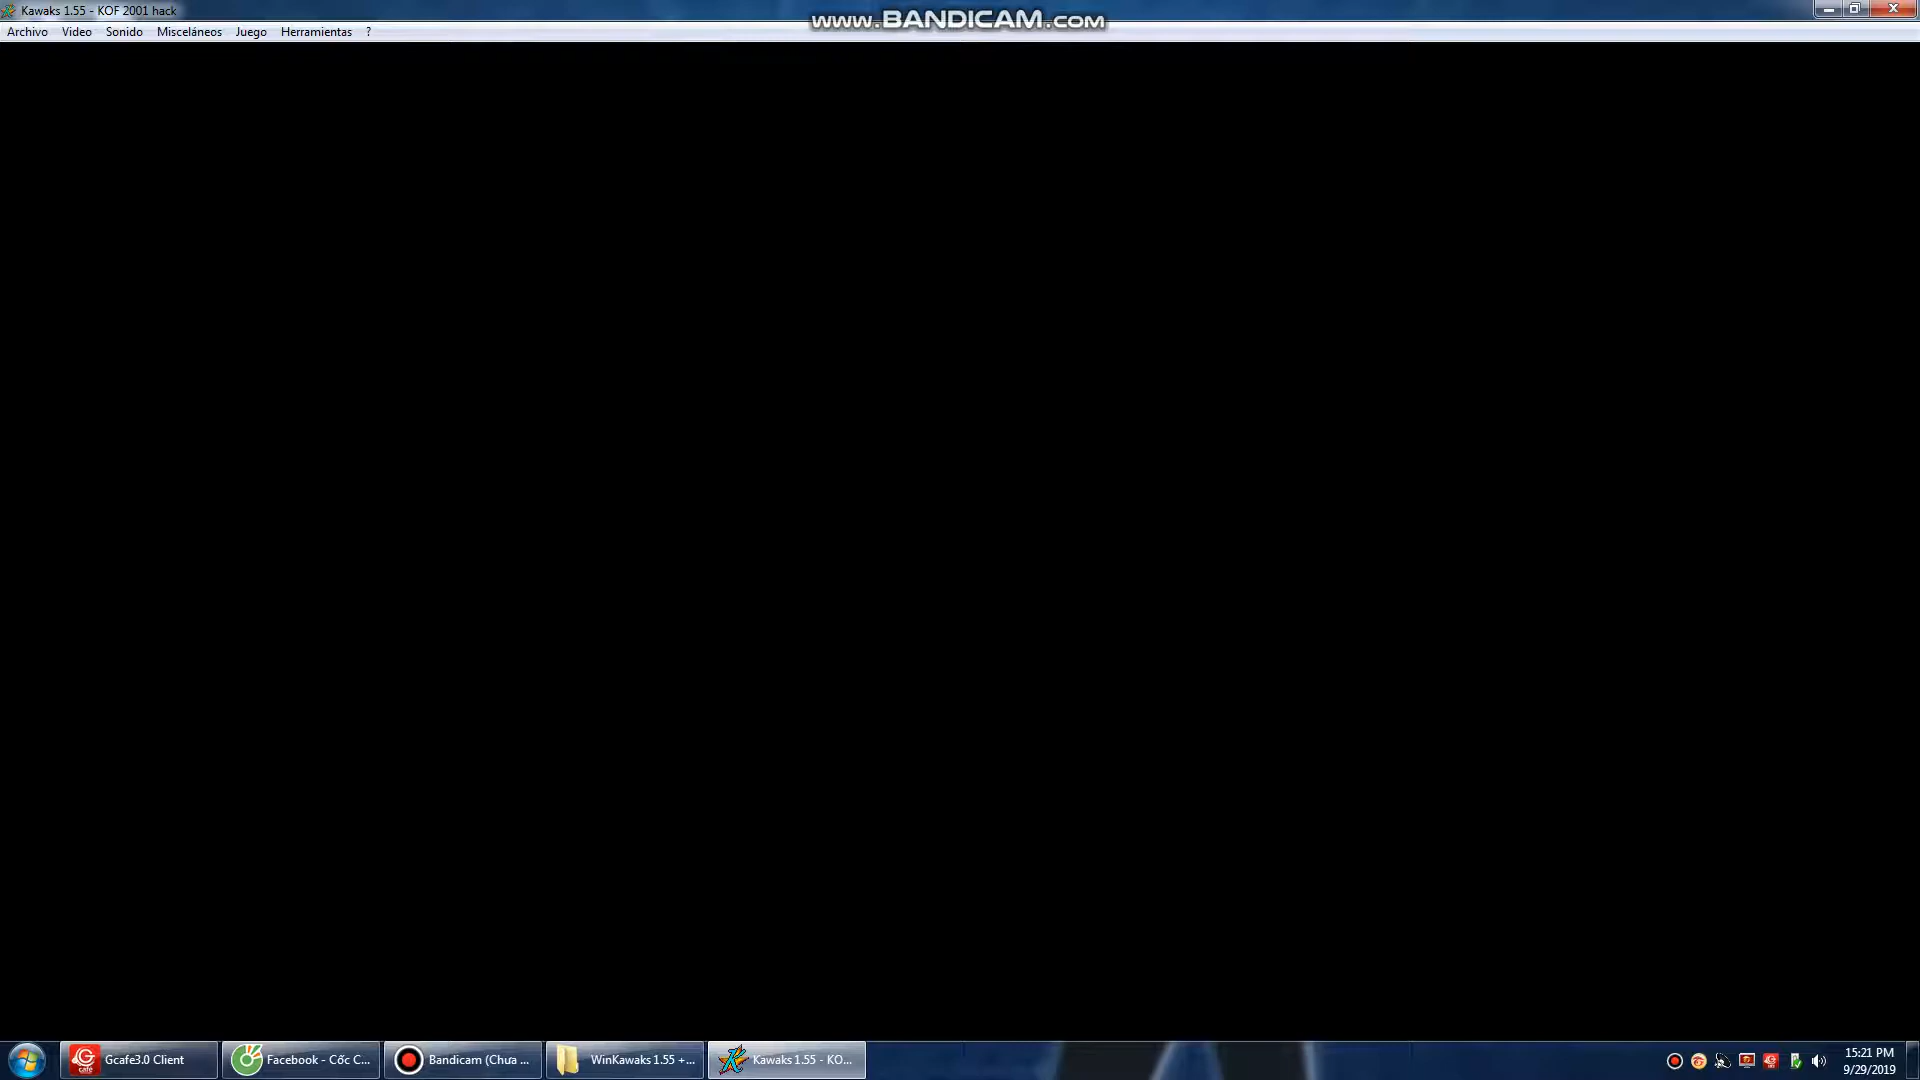 Kawaks 1.55 - KOF 2001 hack
www.BANDICAM.com
Archivo Video Sonido Misceláneos Juego Herramientas ?
Gcafe3.0 Client
Facebook - Cốc C...
Bandicam (Chưa ...
WinKawaks 1.55 +...
Kawaks 1.55 - KO...
15:21 PM
9/29/2019